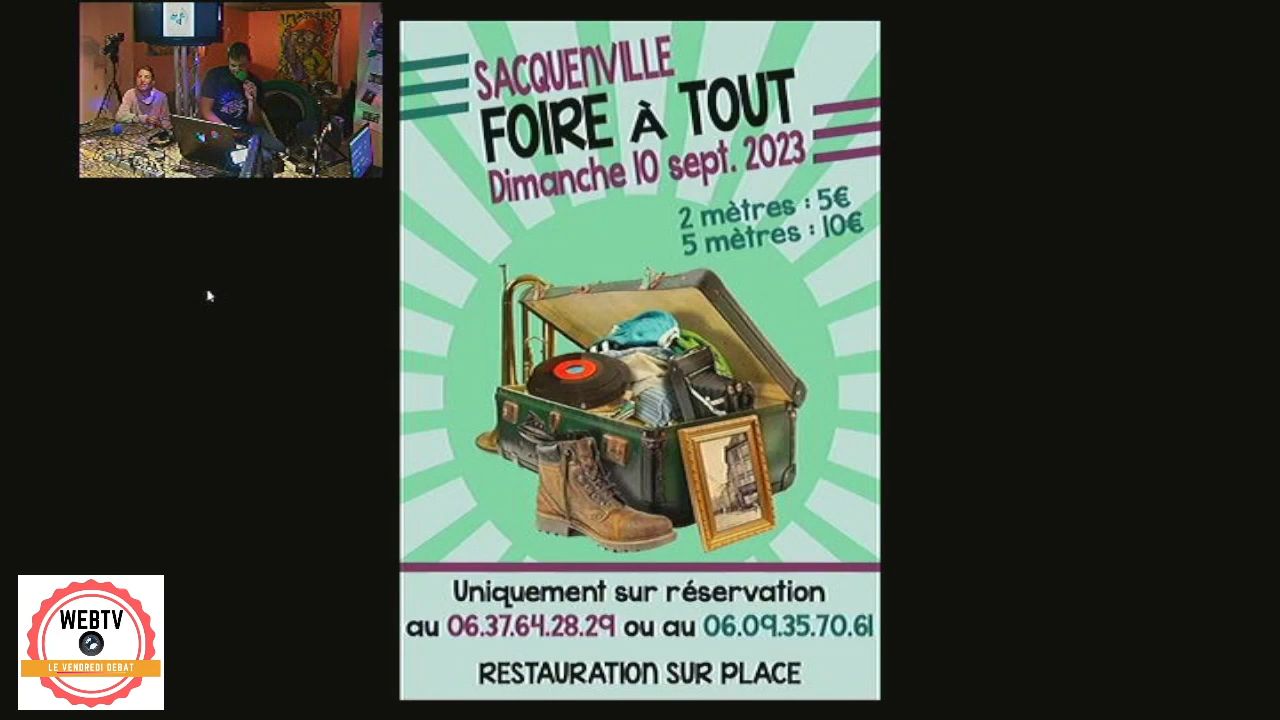 SACQUENVILLE
FOIRE À TOUT
Dimanche 10 sept. 2023
2 mètres : 5€
5 mètres : 10€
Uniquement sur réservation
au 06.37.64.28.29 ou au 06.09.35.70.61
RESTAURATION SUR PLACE
WEBTV
LE VENDREDI DEBAT